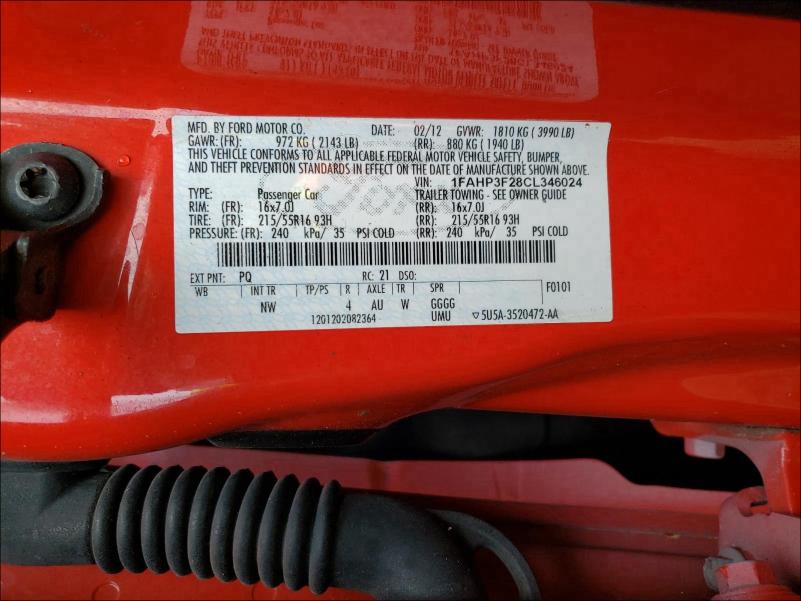 MFD. BY FORD MOTOR CO. DATE: 02/12 GVWR: 1810 KG ( 3990 LB)
GAWR: (FR): 972 KG ( 2143 LB) (RR): 880 KG ( 1940 LB)
THIS VEHICLE CONFORMS TO ALL APPLICABLE FEDERAL MOTOR VEHICLE SAFETY, BUMPER,
AND THEFT PREVENTION STANDARDS IN EFFECT ON THE DATE OF MANUFACTURE SHOWN ABOVE.
VIN: 1FAHP3F28CL346024
TYPE: Passenger Car TRAILER TOWING - SEE OWNER GUIDE
RIM: (FR): 16x7.0J (RR): 16x7.0J
TIRE: (FR): 215/55R16 93H (RR): 215/55R16 93H
PRESSURE: (FR): 240 kPa/ 35 PSI COLD (RR): 240 kPa/ 35 PSI COLD
EXT PNT: PQ RC: 21 DSO:
WB INT TR TP/PS R AXLE TR SPR F0101
NW 4 AU W GGGG
1201202082364 UMU ▽5U5A-3520472-AA